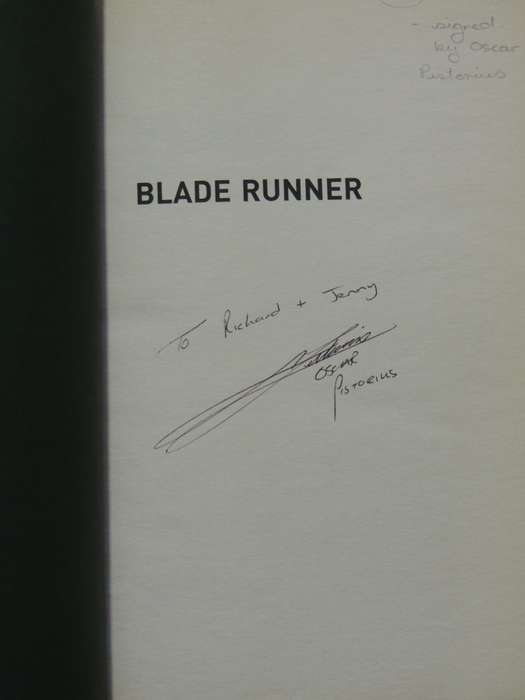 - signed
by Oscar
Pistorius
BLADE RUNNER
To Richard + Jenny
OSCAR
PISTORIUS